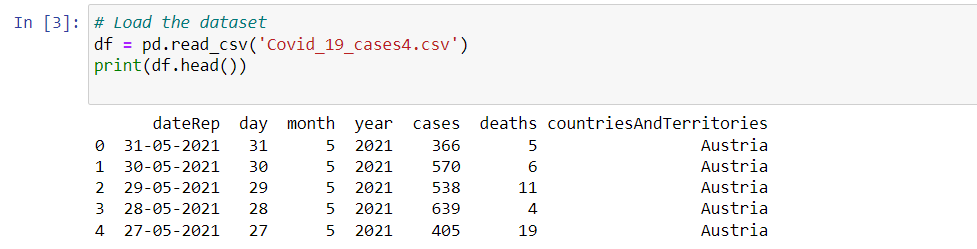 In [3]: # Load the dataset
df = pd.read_csv('Covid_19_cases4.csv')
print(df.head())
dateRep day month year cases deaths countriesAndTerritories
0 31-05-2021 31 5 2021 366 5 Austria
1 30-05-2021 30 5 2021 570 6 Austria
2 29-05-2021 29 5 2021 538 11 Austria
3 28-05-2021 28 5 2021 639 4 Austria
4 27-05-2021 27 5 2021 405 19 Austria